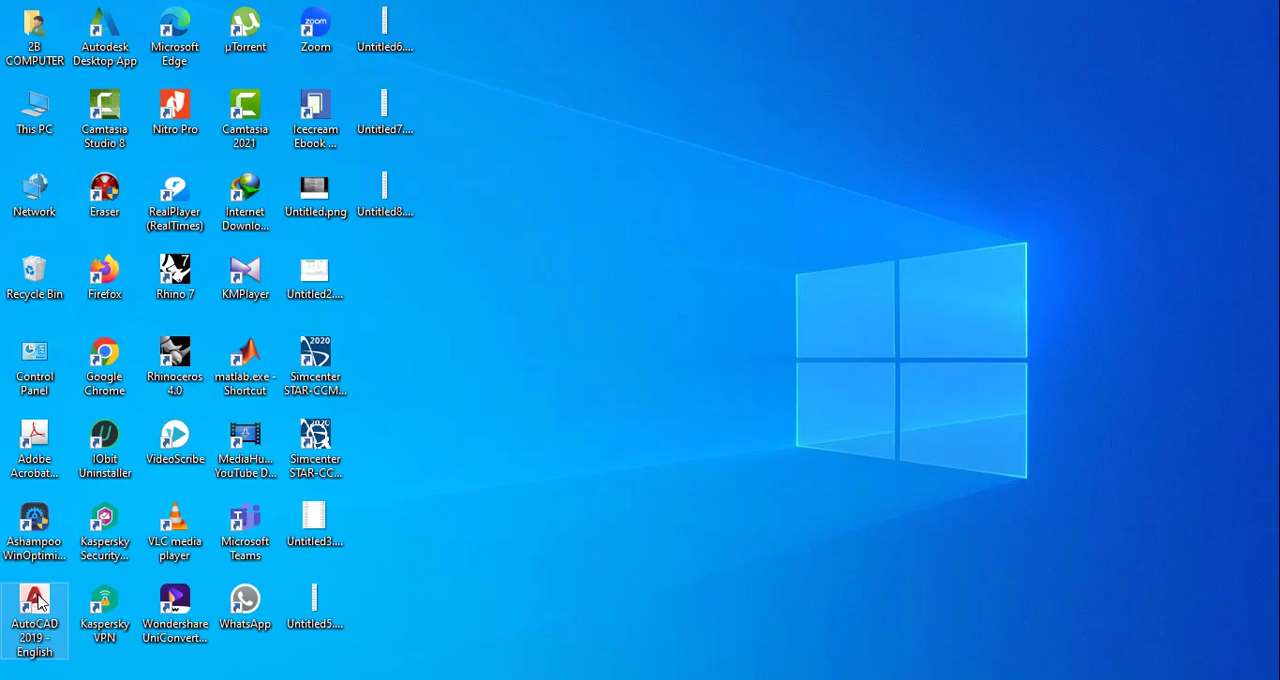 2B
COMPUTER
Autodesk
Desktop App
Microsoft
Edge
µTorrent
zoom
Zoom
Untitled6....
This PC
Camtasia
Studio 8
Nitro Pro
Camtasia
2021
Icecream
Ebook ...
Untitled7....
Network
Eraser
RealPlayer
(RealTimes)
Internet
Downlo...
Untitled.png
Untitled8....
Recycle Bin
Firefox
7
Rhino 7
KMPlayer
Untitled2....
Control
Panel
Google
Chrome
Rhinoceros
4.0
matlab.exe -
Shortcut
2020
Simcenter
STAR-CCM...
Adobe
Acrobat...
IObit
Uninstaller
VideoScribe
MediaHu...
YouTube D...
Simcenter
STAR-CC...
Ashampoo
WinOptimi...
Kaspersky
Security...
VLC media
player
Microsoft
Teams
Untitled3....
AutoCAD
2019 -
English
Kaspersky
VPN
Wondershare
UniConvert...
WhatsApp
Untitled5....